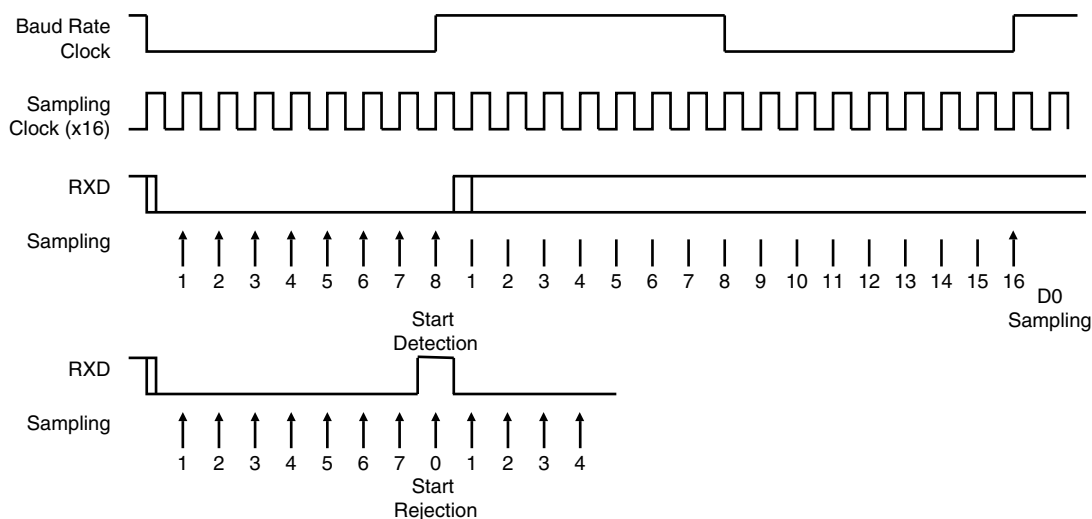 Baud Rate
Clock
Sampling
Clock (x16)
RXD
Sampling
1 2 3 4 5 6 7 8 1 2 3 4 5 6 7 8 9 10 11 12 13 14 15 16
D0
Sampling
Start
Detection
RXD
Sampling
1 2 3 4 5 6 7 0 1 2 3 4
Start
Rejection